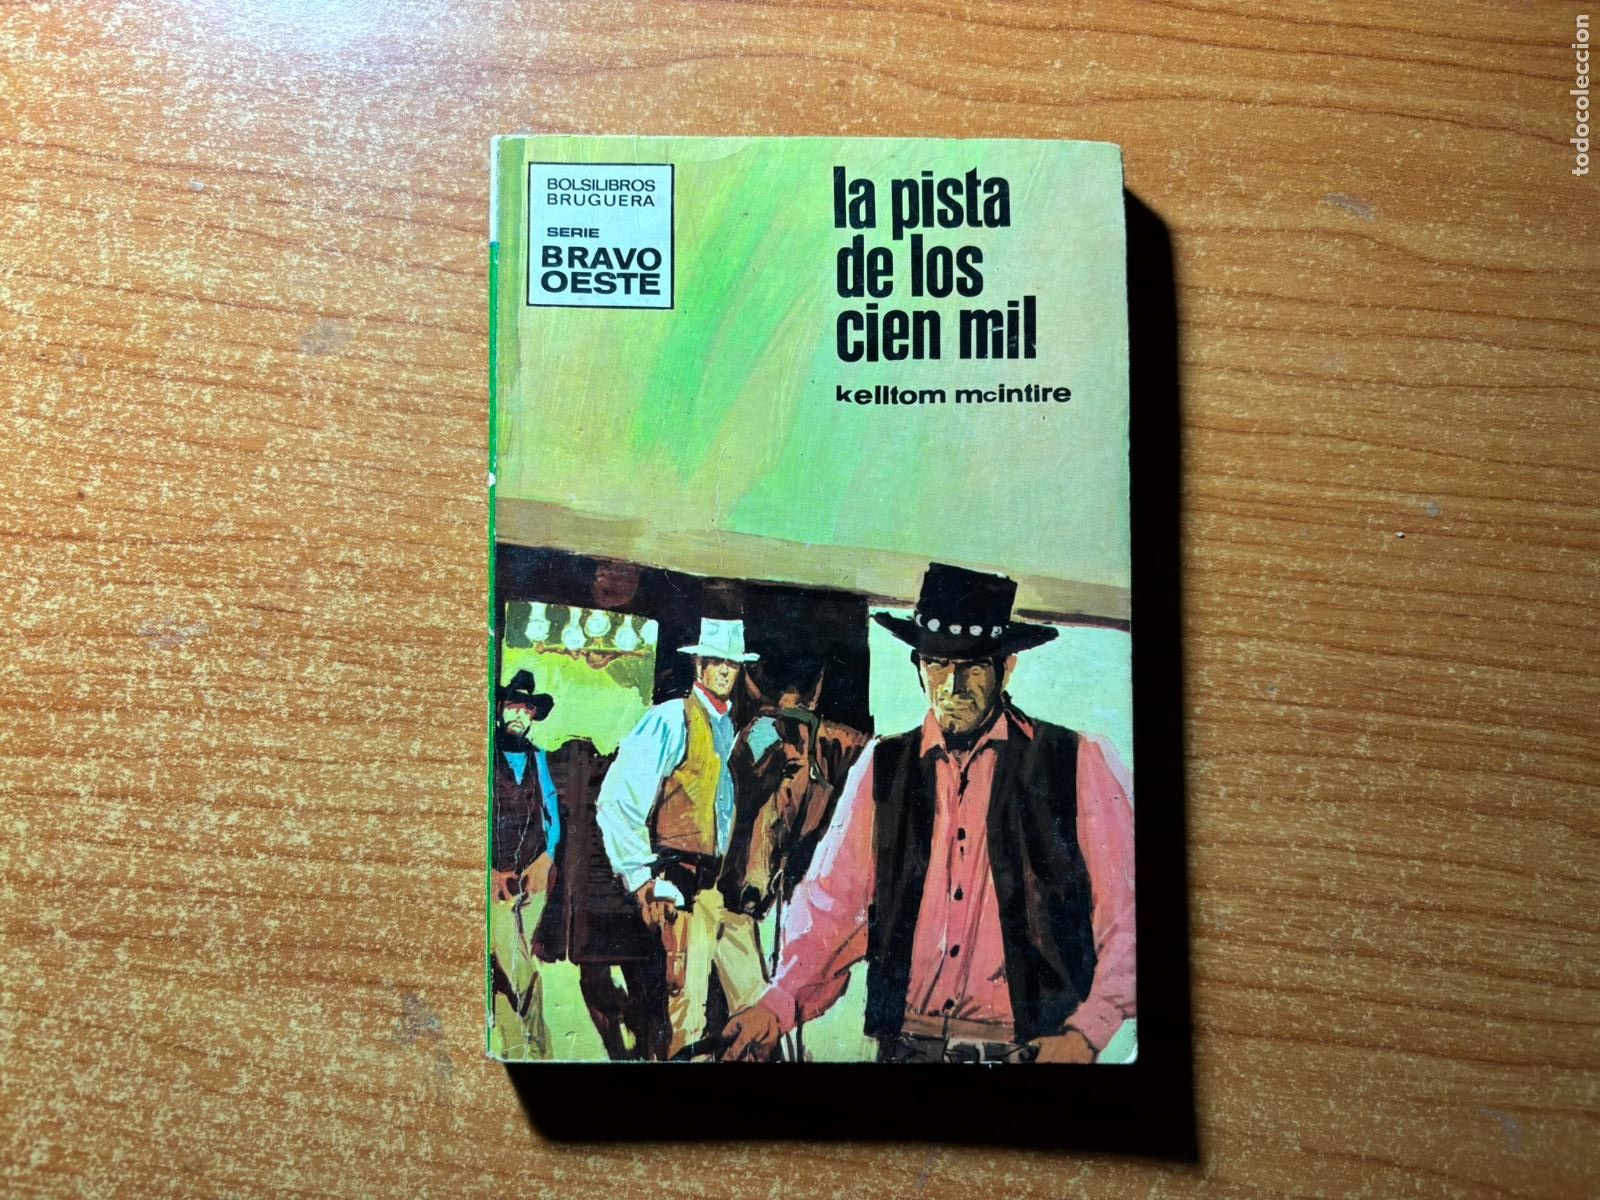 BOLSILIBROS
BRUGUERA
SERIE
BRAVO
OESTE
la pista
de los
cien mil
kelltom mcintire
todocoleccion